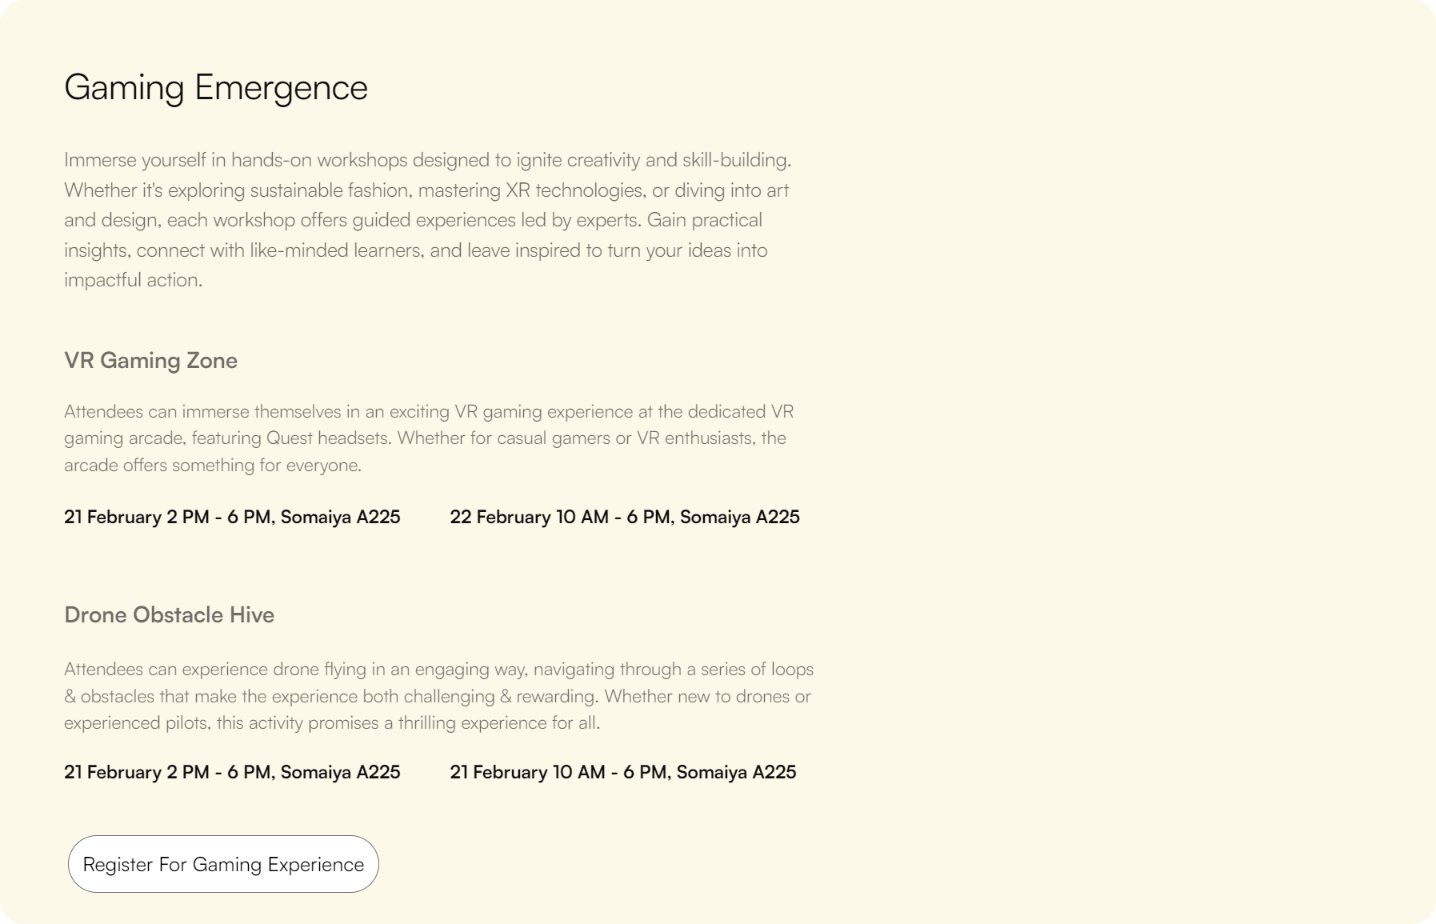 Gaming Emergence
Immerse yourself in hands-on workshops designed to ignite creativity and skill-building.
Whether it's exploring sustainable fashion, mastering XR technologies, or diving into art
and design, each workshop offers guided experiences led by experts. Gain practical
insights, connect with like-minded learners, and leave inspired to turn your ideas into
impactful action.
VR Gaming Zone
Attendees can immerse themselves in an exciting VR gaming experience at the dedicated VR
gaming arcade, featuring Quest headsets. Whether for casual gamers or VR enthusiasts, the
arcade offers something for everyone.
21 February 2 PM - 6 PM, Somaiya A225
22 February 10 AM - 6 PM, Somaiya A225
Drone Obstacle Hive
Attendees can experience drone flying in an engaging way, navigating through a series of loops
& obstacles that make the experience both challenging & rewarding. Whether new to drones or
experienced pilots, this activity promises a thrilling experience for all.
21 February 2 PM - 6 PM, Somaiya A225
21 February 10 AM - 6 PM, Somaiya A225
Register For Gaming Experience